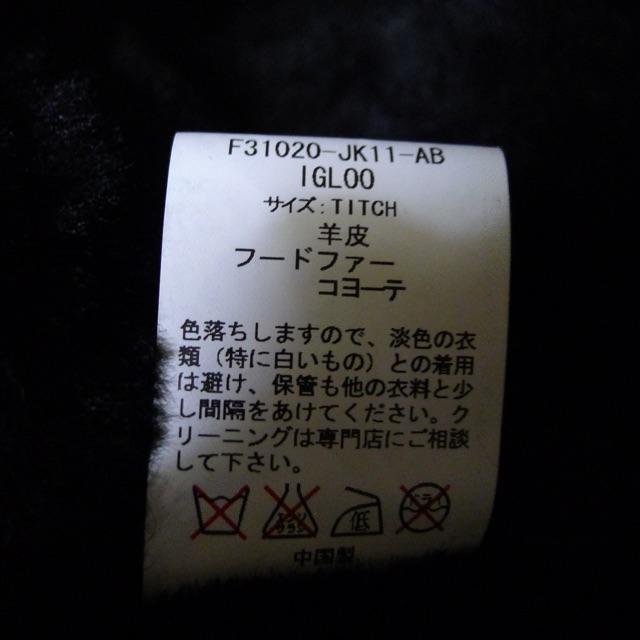 F31020-JK11-AB
IGLOO
サイズ:TITCH
羊皮
フードファー
コヨーテ
色落ちしますので、淡色の衣
類（特に白いもの）との着用
は避け、保管も他の衣料と少
し間隔をあけてください。ク
リーニングは専門店にご相談
して下さい。
低
中国製